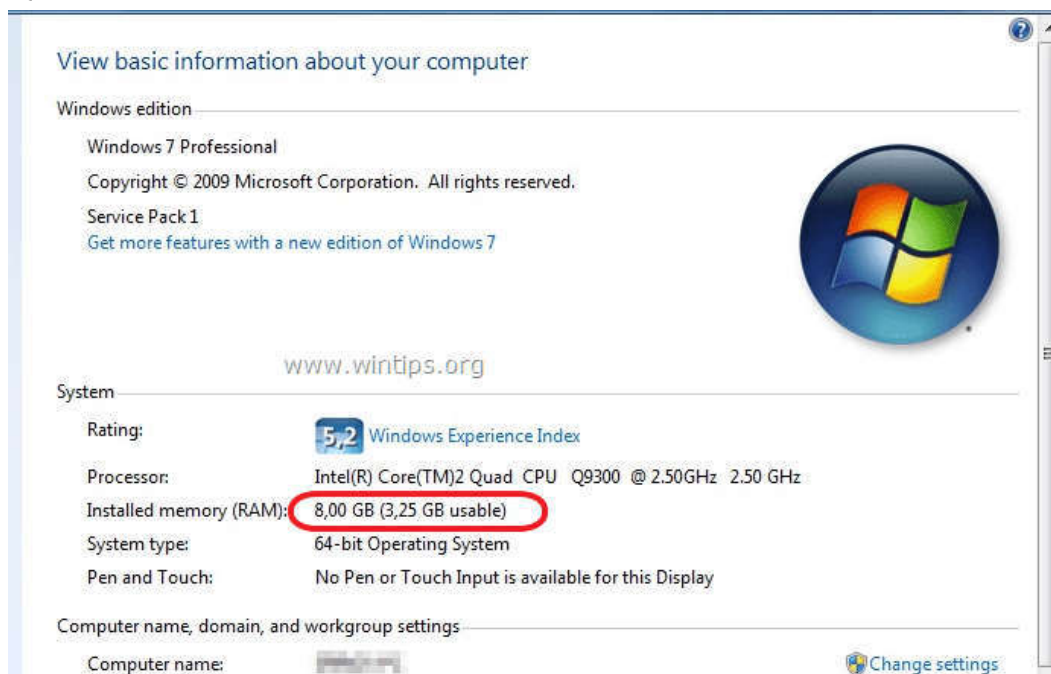 View basic information about your computer
Windows edition
Windows 7 Professional
Copyright © 2009 Microsoft Corporation. All rights reserved.
Service Pack 1
Get more features with a new edition of Windows 7
www.wintips.org
System
Rating:
5,2 Windows Experience Index
Processor: Intel(R) Core(TM)2 Quad CPU Q9300 @ 2.50GHz 2.50 GHz
Installed memory (RAM): 8,00 GB (3,25 GB usable)
System type: 64-bit Operating System
Pen and Touch: No Pen or Touch Input is available for this Display
Computer name, domain, and workgroup settings
Computer name: Change settings